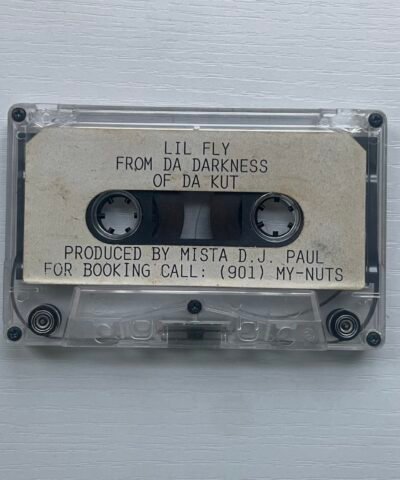 LIL FLY
FROM DA DARKNESS
OF DA KUT
PRODUCED BY MISTA D.J. PAUL
FOR BOOKING CALL: (901) MY-NUTS